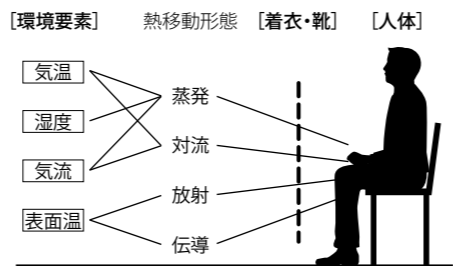 [環境要素] 熱移動形態 [着衣・靴] [人体]
気温
蒸発
湿度
対流
気流
放射
表面温
伝導